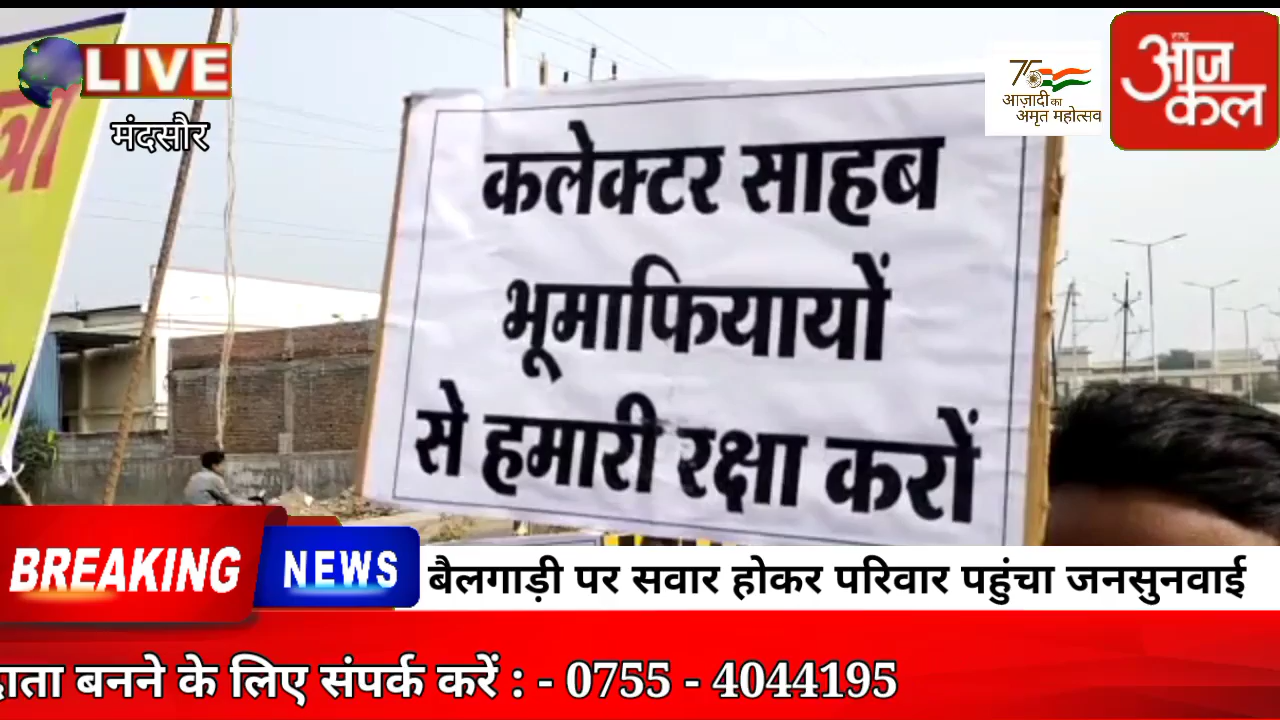 LIVE
मंदसौर
75
आज़ादी का
अमृत महोत्सव
आज
कल
कलेक्टर साहब
भूमाफियायों
से हमारी रक्षा करों
BREAKING
NEWS
बैलगाड़ी पर सवार होकर परिवार पहुंचा जनसुनवाई
बनने के लिए संपर्क करें : - 0755 - 4044195